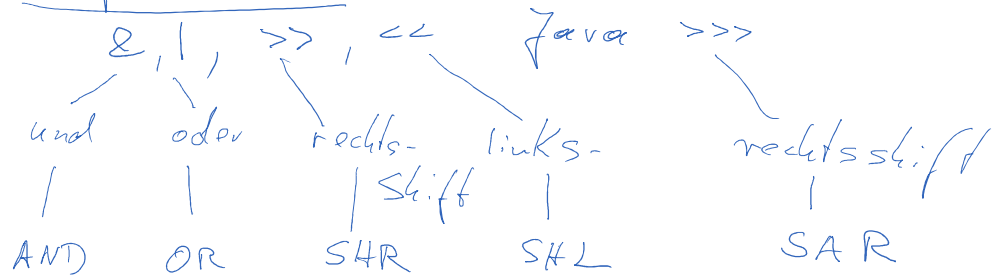 &, |, >>, << Java >>>
und oder rechts- links- rechtsshift
shift
AND OR SHR SHL SAR